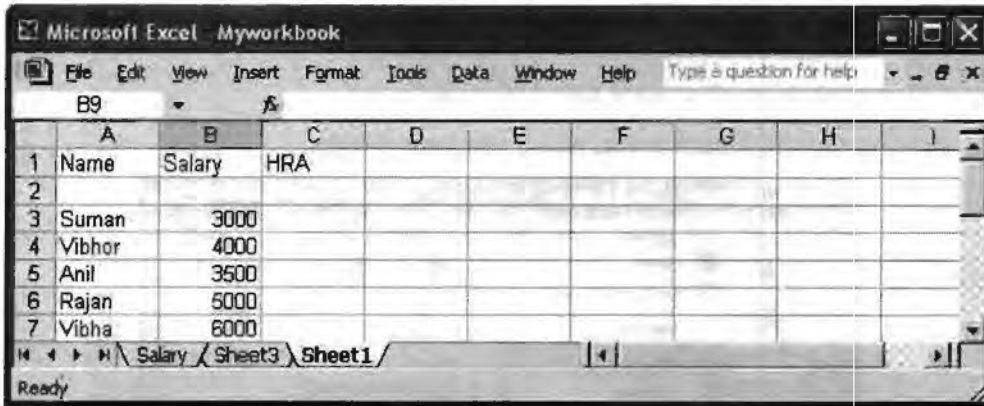 Microsoft Excel - Myworkbook
File Edit View Insert Format Tools Data Window Help Type a question for help
B9 fx
A B C D E F G H I
1 Name Salary HRA
2
3 Suman 3000
4 Vibhor 4000
5 Anil 3500
6 Rajan 5000
7 Vibha 6000
Salary Sheet3 Sheet1
Ready